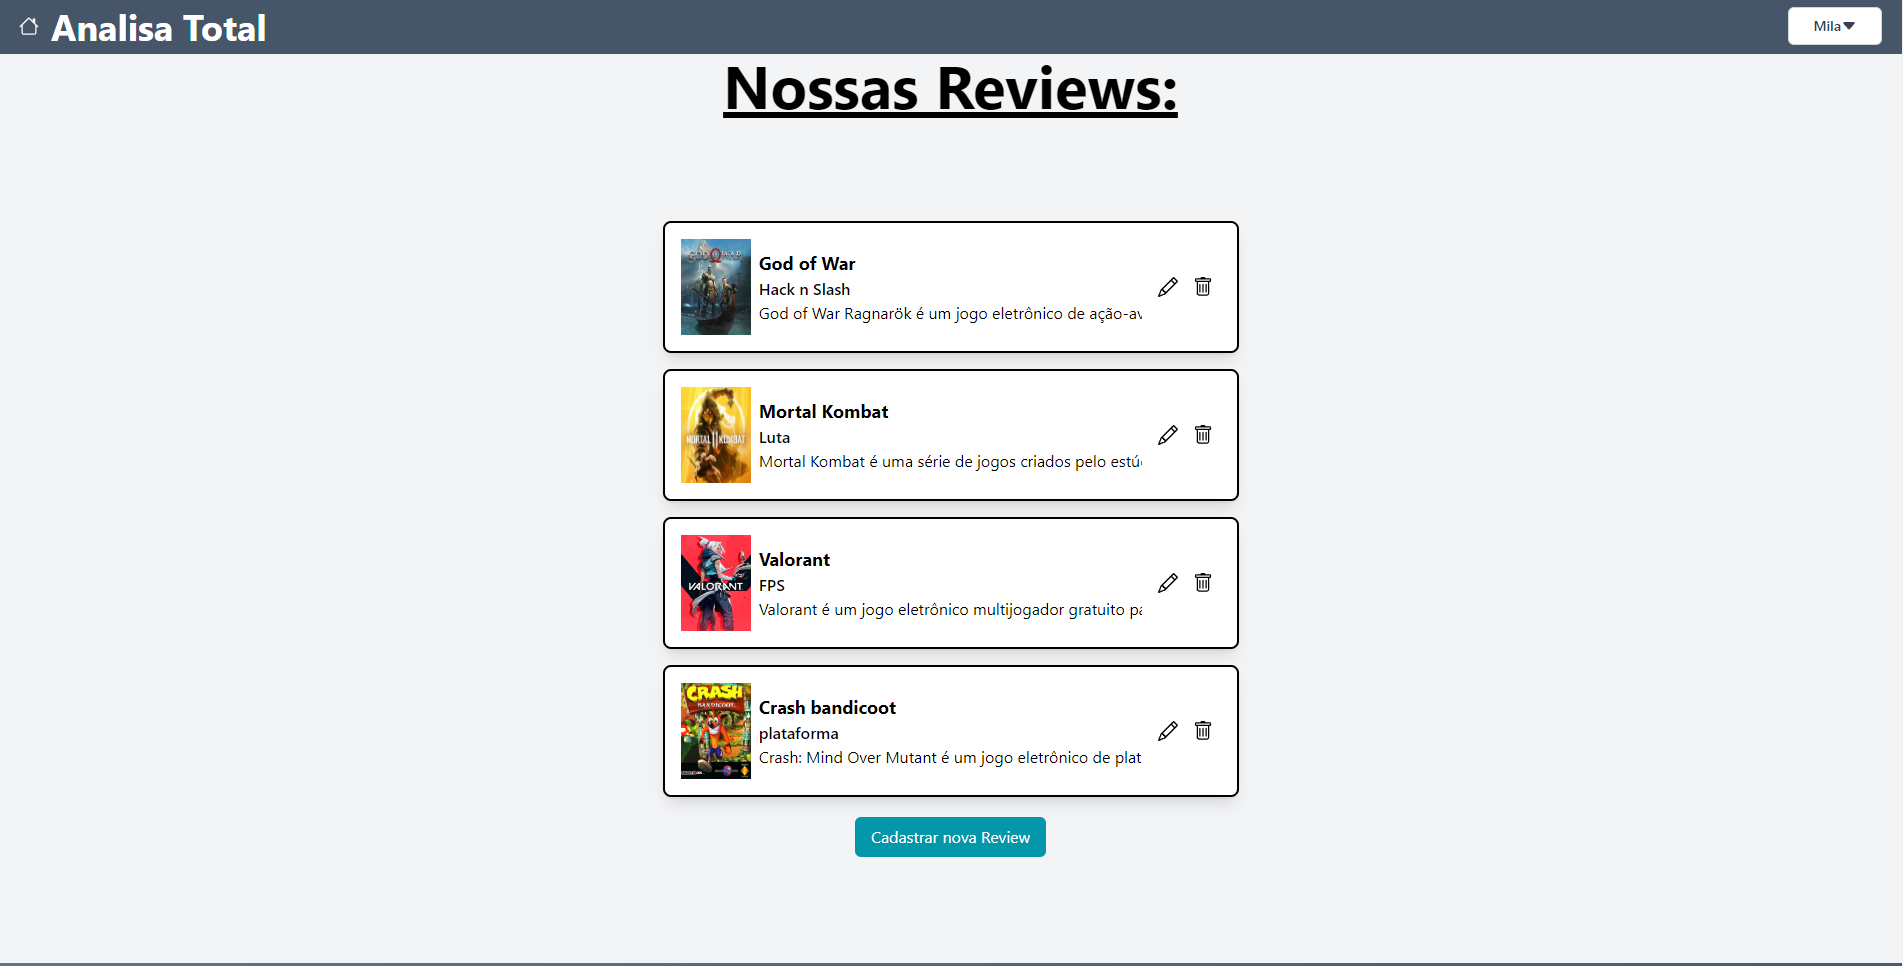 Analisa Total
Mila
Nossas Reviews:
GOD WAR
God of War
Hack n Slash
God of War Ragnarök é um jogo eletrônico de ação-av
MORTAL KOMBAT
Mortal Kombat
Luta
Mortal Kombat é uma série de jogos criados pelo estú
VALORANT
Valorant
FPS
Valorant é um jogo eletrônico multijogador gratuito pa
CRASH
BANDICOOT
Crash bandicoot
plataforma
Crash: Mind Over Mutant é um jogo eletrônico de plat
Cadastrar nova Review